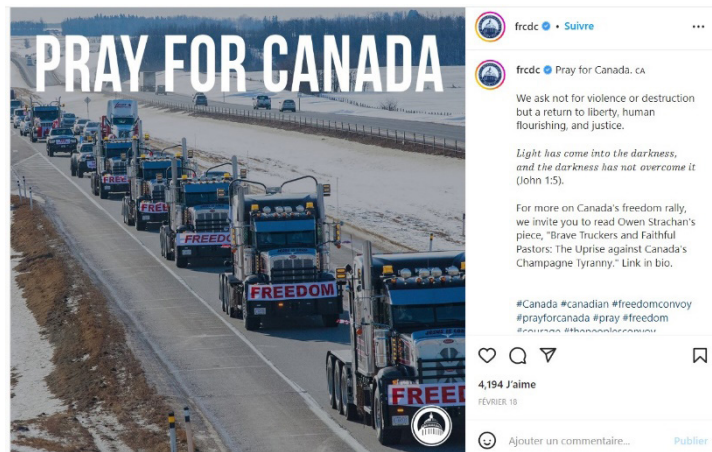 PRAY FOR CANADA
FREEDOM
FREED
FREE
frcdc • Suivre
frcdc Pray for Canada. CA
We ask not for violence or destruction
but a return to liberty, human
flourishing, and justice.
Light has come into the darkness,
and the darkness has not overcome it
(John 1:5).
For more on Canada's freedom rally,
we invite you to read Owen Strachan's
piece, "Brave Truckers and Faithful
Pastors: The Uprise against Canada's
Champagne Tyranny." Link in bio.
#Canada #canadian #freedomconvoy
#prayforcanada #pray #freedom
#courage #thepeoplesconvoy
4,194 J'aime
FÉVRIER 18
Ajouter un commentaire... Publier